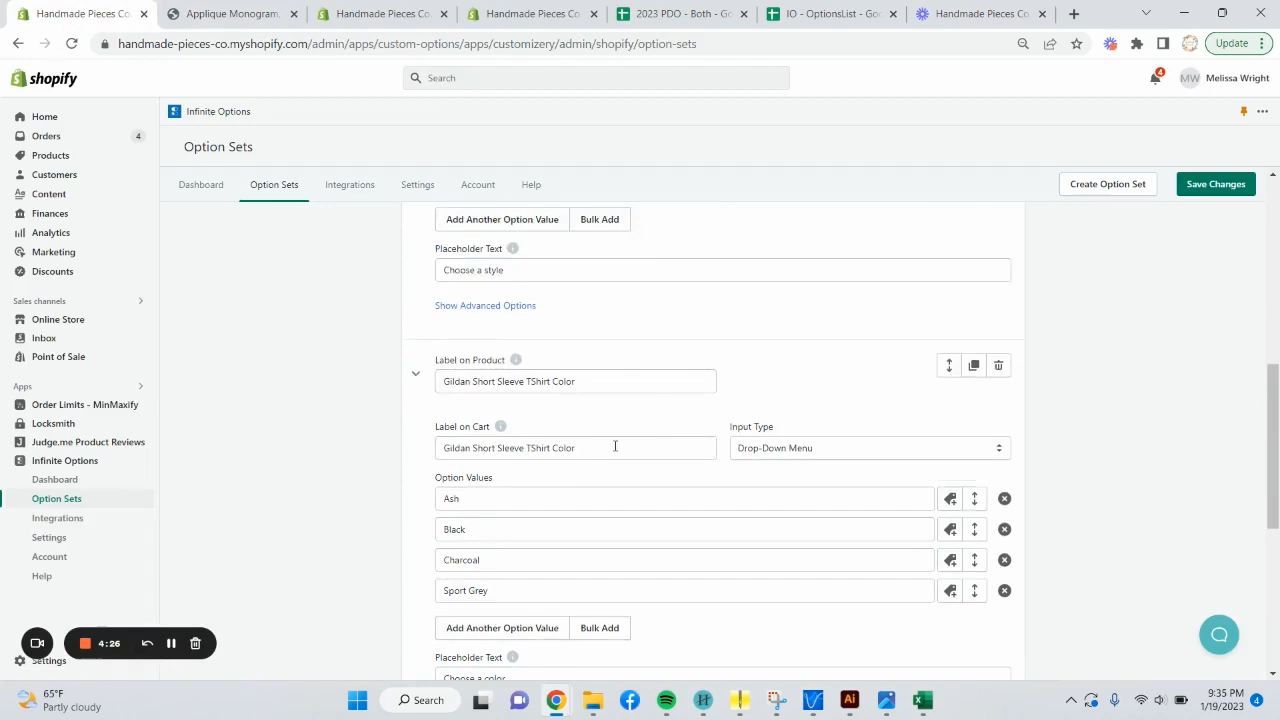 Handmade Pieces Co.
Applique Monogram,
Handmade Pieces Co
Handmade Pieces Co.
2023 PDO - Both - Go
IO - OptionsList - Go
Handmade Pieces Co
handmade-pieces-co.myshopify.com/admin/apps/custom-options/apps/customizery/admin/shopify/option-sets
Update
shopify
Search
4
MW
Melissa Wright
Home
Orders
4
Products
Customers
Content
Finances
Analytics
Marketing
Discounts
Sales channels
Online Store
Inbox
Point of Sale
Apps
Order Limits - MinMaxify
Locksmith
Judge.me Product Reviews
Infinite Options
Dashboard
Option Sets
Integrations
Settings
Account
Help
Settings
4:26
Infinite Options
Option Sets
Dashboard
Option Sets
Integrations
Settings
Account
Help
Create Option Set
Save Changes
Add Another Option Value
Bulk Add
Placeholder Text
Choose a style
Show Advanced Options
Label on Product
Gildan Short Sleeve TShirt Color
Label on Cart
Input Type
Gildan Short Sleeve TShirt Color
Drop-Down Menu
Option Values
Ash
Black
Charcoal
Sport Grey
Add Another Option Value
Bulk Add
Placeholder Text
Choose a color
65°F
Partly cloudy
Search
Ai
9:35 PM
1/19/2023
4